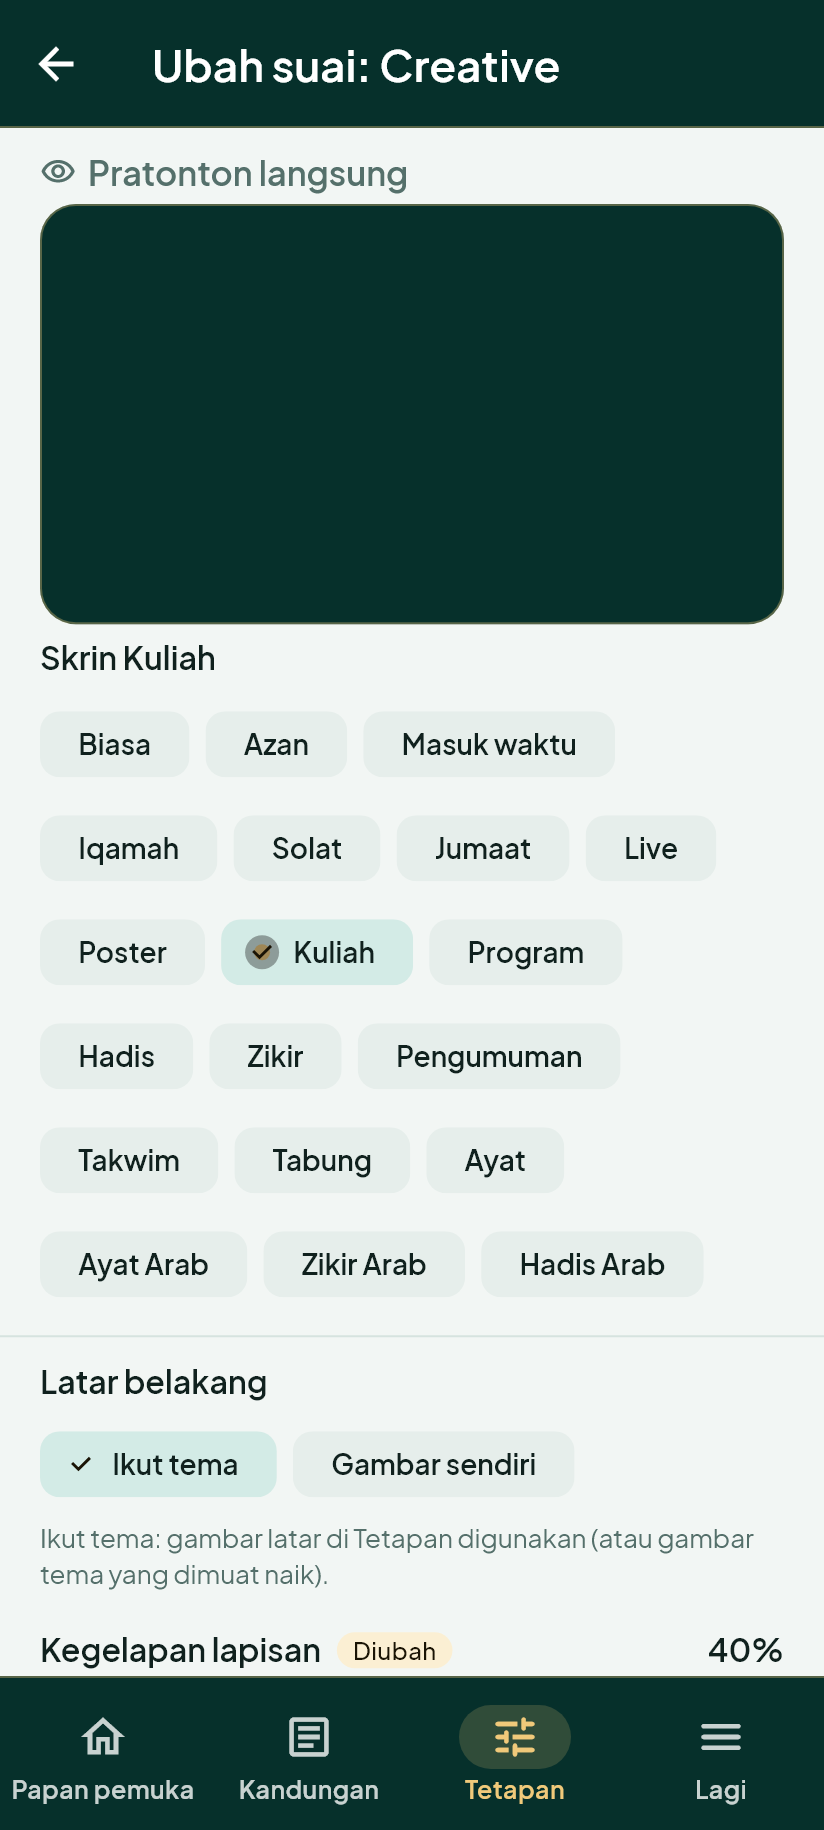 Ubah suai: Creative
Pratonton langsung
Skrin Kuliah
Biasa Azan Masuk waktu
Iqamah Solat Jumaat Live
Poster Kuliah Program
Hadis Zikir Pengumuman
Takwim Tabung Ayat
Ayat Arab Zikir Arab Hadis Arab
Latar belakang
Ikut tema Gambar sendiri
Ikut tema: gambar latar di Tetapan digunakan (atau gambar
tema yang dimuat naik).
Kegelapan lapisan Diubah 40%
Papan pemuka Kandungan Tetapan Lagi